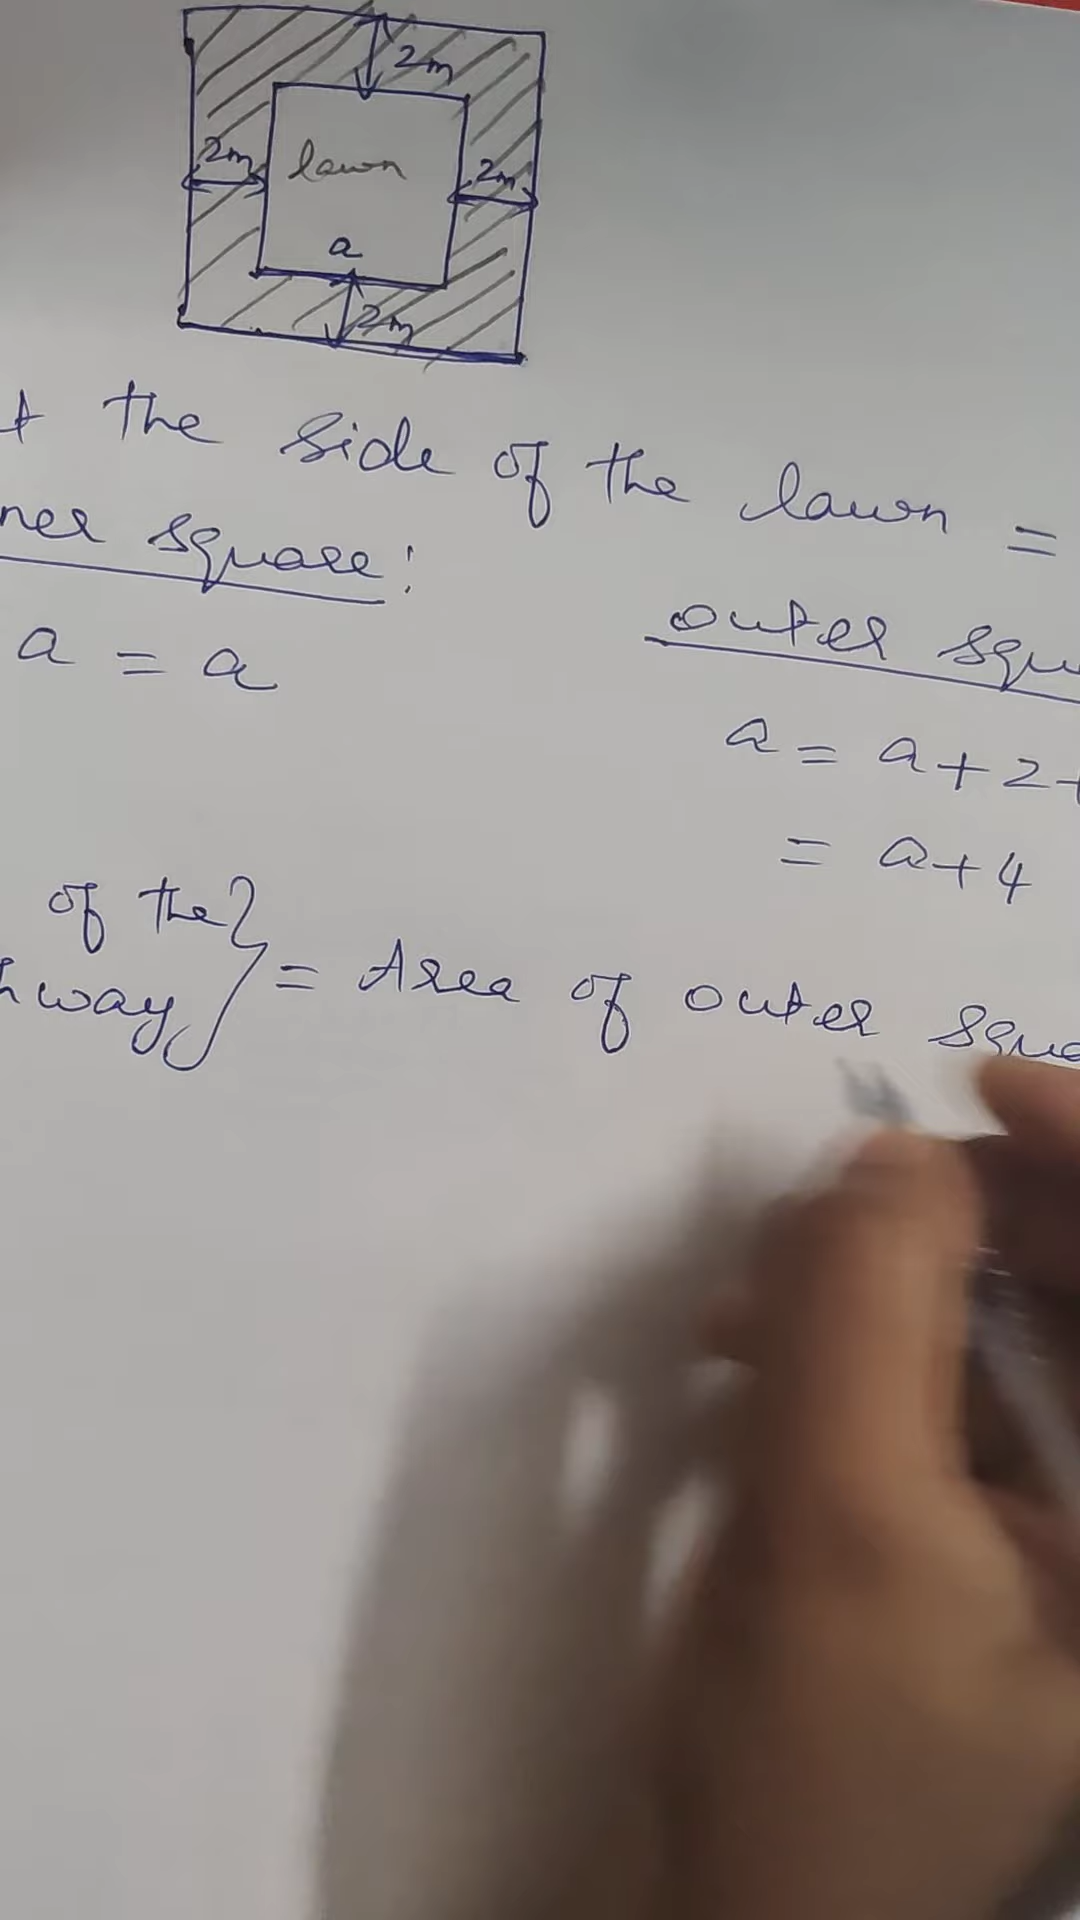 2m
2m lawn 2m
a
2m
the side of the lawn =
square:
outer
a = a
a = a+2+
= a+4
of the
way } = Area of outer